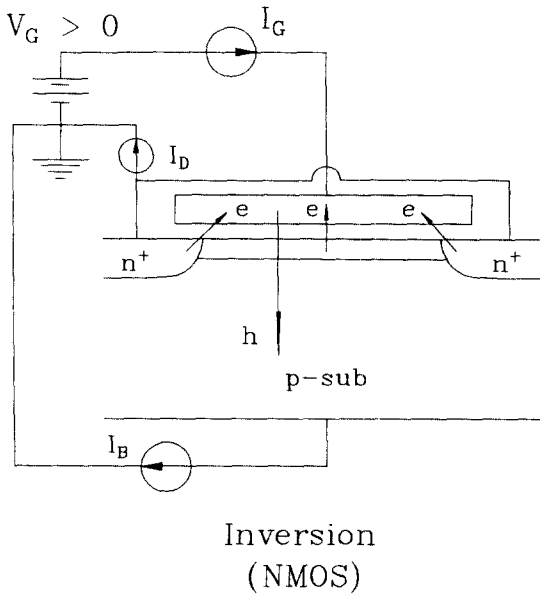 V_G > 0
I_G
I_D
e e e
n⁺ n⁺
h
p-sub
I_B
Inversion
(NMOS)